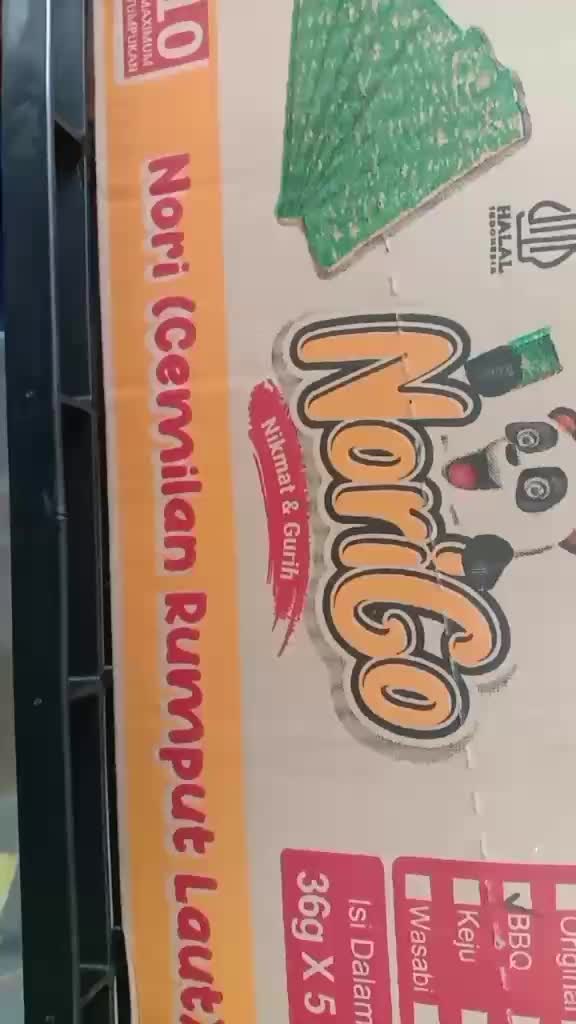 HALAL
INDONESIA
NoriCo
Nikmat & Gurih
10
MAXIMUM
TUMPUKAN
Nori (Cemilan Rumput Laut)
Original
BBQ
Keju
Wasabi
Isi Dalam
36g X 5